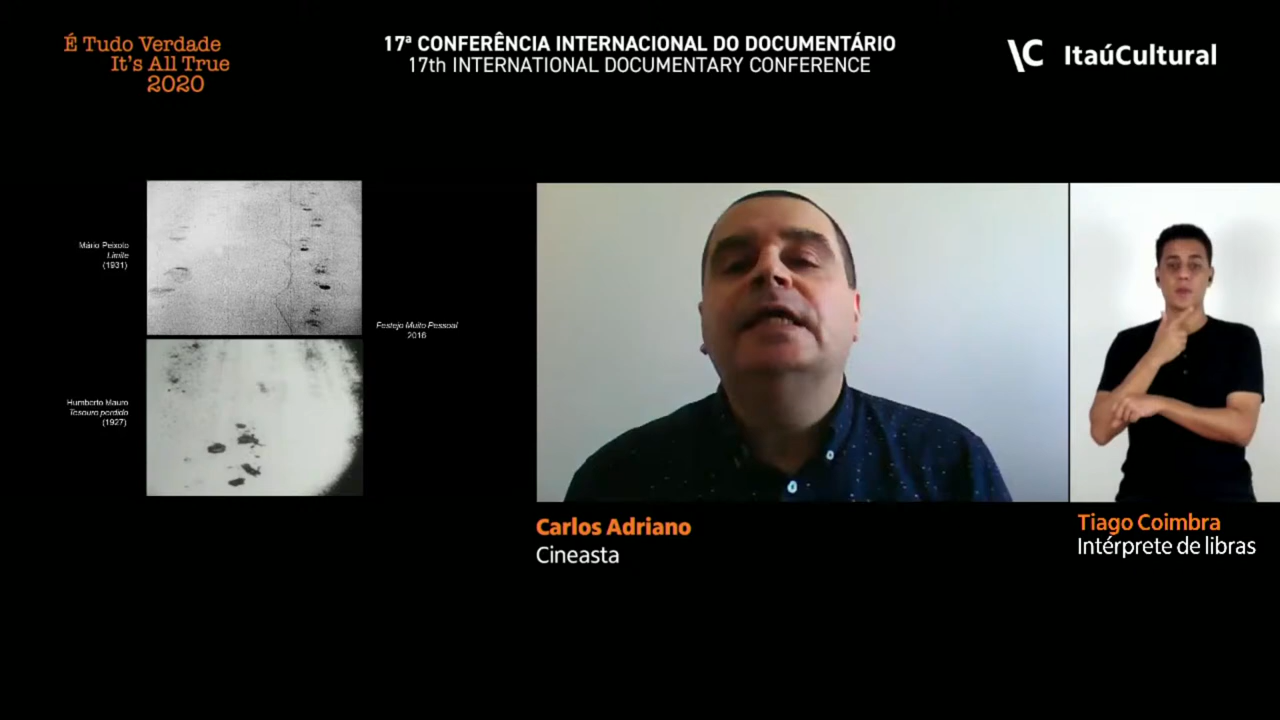 É Tudo Verdade
It's All True
2020
17ª CONFERÊNCIA INTERNACIONAL DO DOCUMENTÁRIO
17th INTERNATIONAL DOCUMENTARY CONFERENCE
\C ItaúCultural
Mário Peixoto
Limite
(1931)
Festejo Muito Pessoal
2016
Humberto Mauro
Tesouro perdido
(1927)
Carlos Adriano
Cineasta
Tiago Coimbra
Intérprete de libras